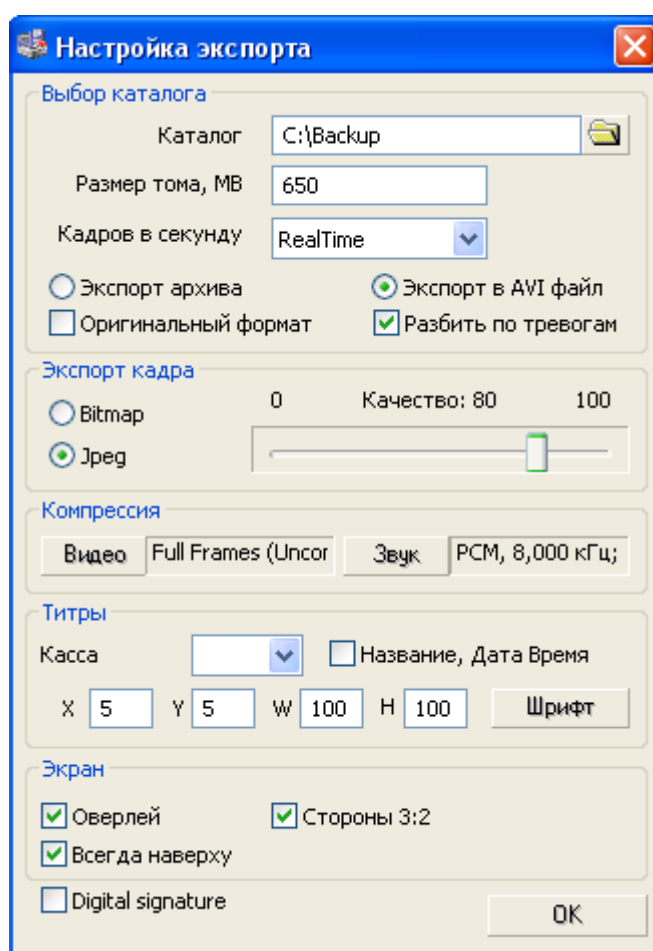 Настройка экспорта
Выбор каталога
Каталог C:\Backup
Размер тома, МВ 650
Кадров в секунду RealTime
Экспорт архива Экспорт в AVI файл
Оригинальный формат Разбить по тревогам
Экспорт кадра
0 Качество: 80 100
Bitmap
Jpeg
Компрессия
Видео Full Frames (Uncor Звук PCM, 8,000 кГц;
Титры
Касса Название, Дата Время
X 5 Y 5 W 100 H 100 Шрифт
Экран
Оверлей Стороны 3:2
Всегда наверху
Digital signature
OK